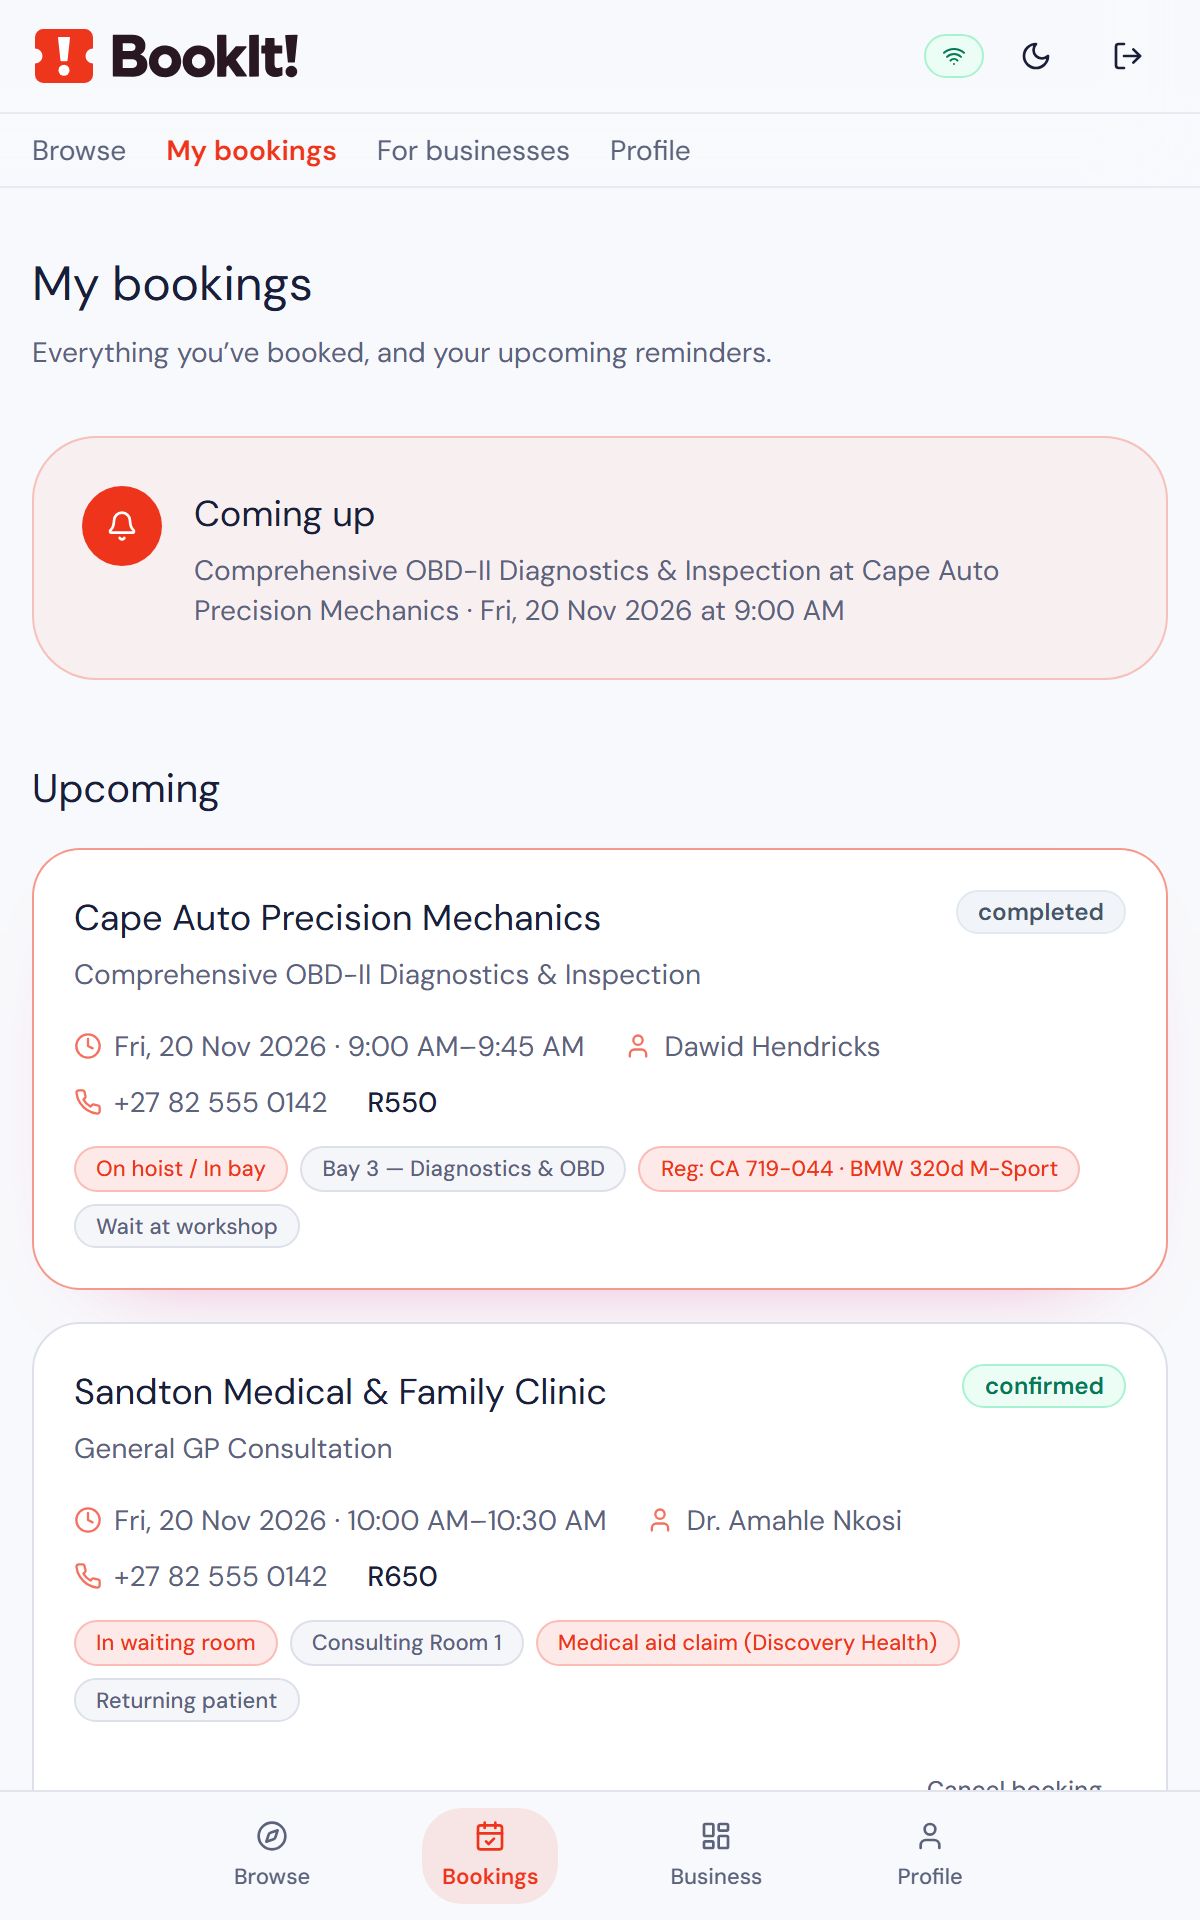 BookIt!
Browse My bookings For businesses Profile
My bookings
Everything you’ve booked, and your upcoming reminders.
Coming up
Comprehensive OBD-II Diagnostics & Inspection at Cape Auto
Precision Mechanics · Fri, 20 Nov 2026 at 9:00 AM
Upcoming
Cape Auto Precision Mechanics completed
Comprehensive OBD-II Diagnostics & Inspection
Fri, 20 Nov 2026 · 9:00 AM–9:45 AM Dawid Hendricks
+27 82 555 0142 R550
On hoist / In bay Bay 3 — Diagnostics & OBD Reg: CA 719-044 · BMW 320d M-Sport
Wait at workshop
Sandton Medical & Family Clinic confirmed
General GP Consultation
Fri, 20 Nov 2026 · 10:00 AM–10:30 AM Dr. Amahle Nkosi
+27 82 555 0142 R650
In waiting room Consulting Room 1 Medical aid claim (Discovery Health)
Returning patient
Cancel booking
Browse Bookings Business Profile